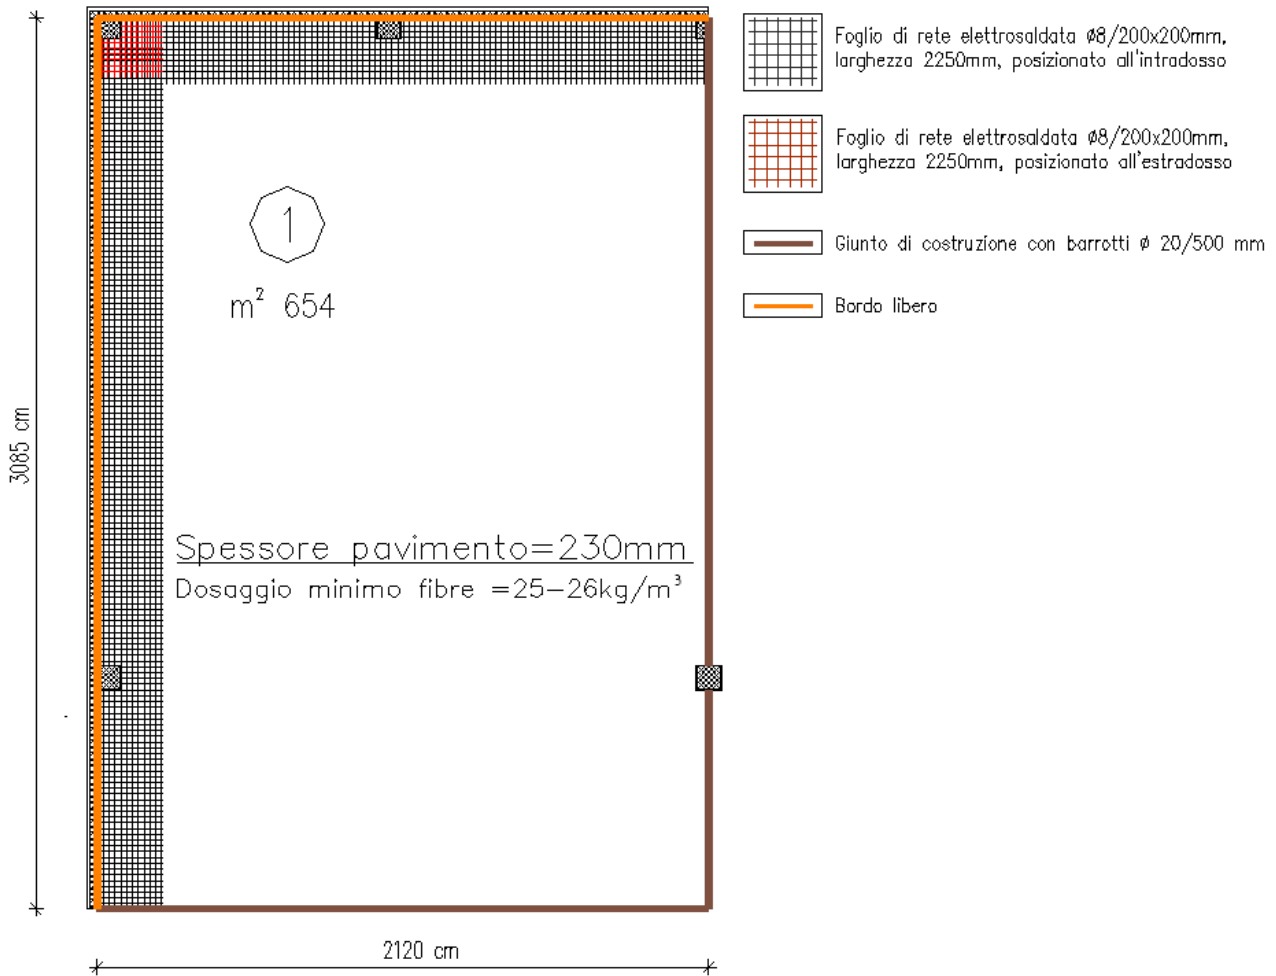 Foglio di rete elettrosaldata ø8/200x200mm,
larghezza 2250mm, posizionato all'intradosso
Foglio di rete elettrosaldata ø8/200x200mm,
larghezza 2250mm, posizionato all'estradosso
Giunto di costruzione con barrotti ø 20/500 mm
Bordo libero
1
m² 654
3085 cm
Spessore pavimento=230mm
Dosaggio minimo fibre =25-26kg/m³
2120 cm